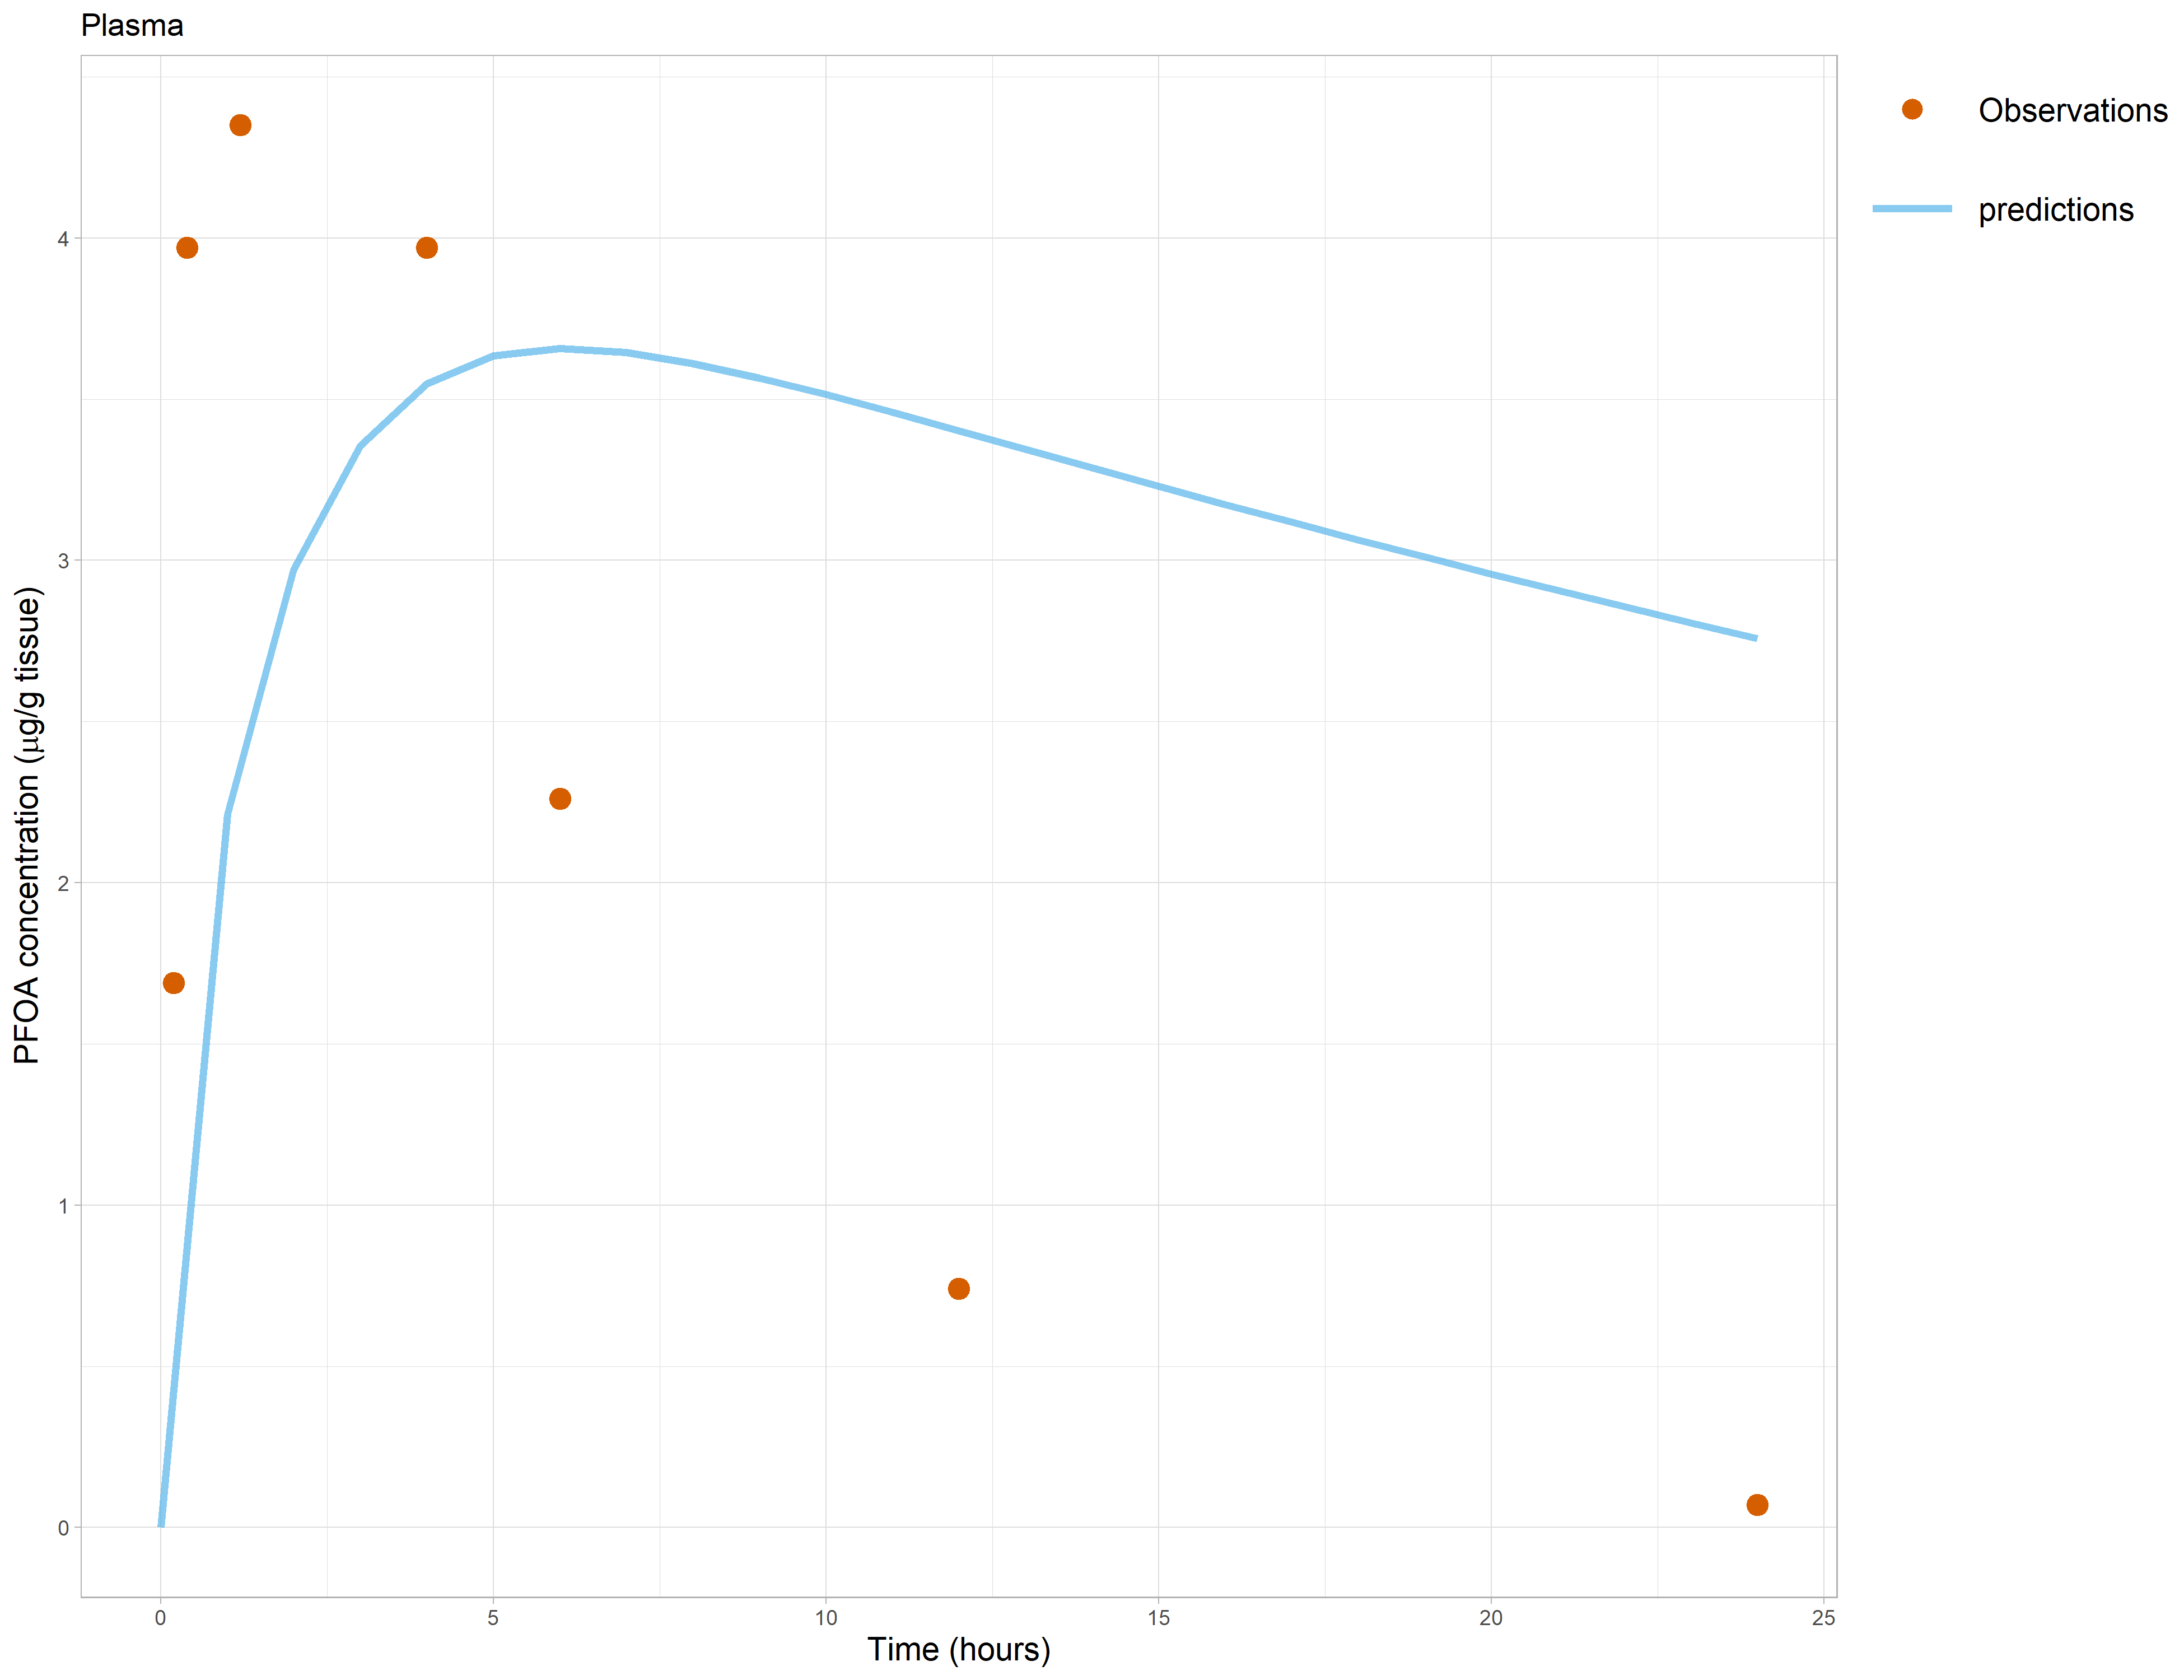 Plasma
Observations
predictions
PFOA concentration (μg/g tissue)
4
3
2
1
0
0 5 10 15 20 25
Time (hours)